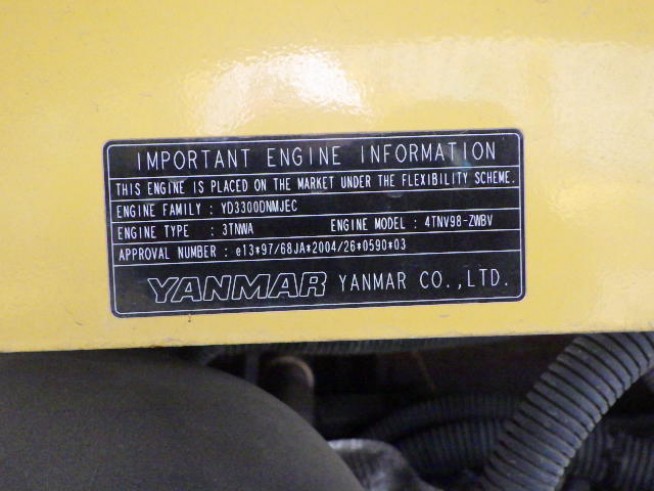 IMPORTANT ENGINE INFORMATION
THIS ENGINE IS PLACED ON THE MARKET UNDER THE FLEXIBILITY SCHEME.
ENGINE FAMILY : YD3300DNMJEC
ENGINE TYPE : 3TNWA ENGINE MODEL : 4TNV98-ZWBV
APPROVAL NUMBER : e13*97/68JA*2004/26*0590*03
YANMAR YANMAR CO.,LTD.